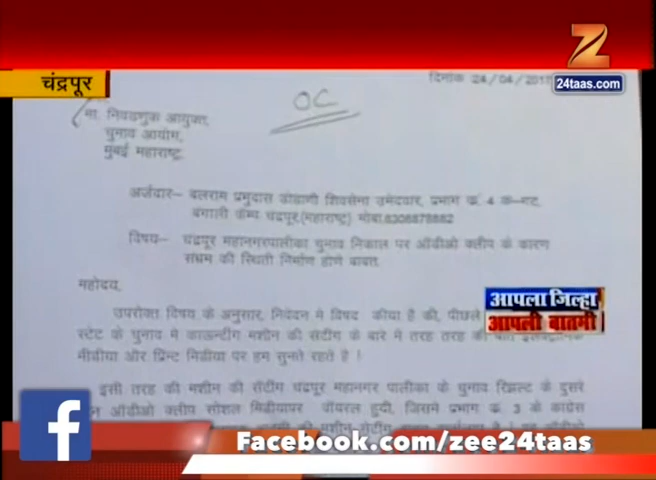 24taas.com
चंद्रपूर
दिनांक 24/04/201
OC
मा. निवडणुक आयुक्त,
चुनाव आयोग,
मुंबई महाराष्ट्र.
अर्जदार– बलराम प्रभुदास डोडाणी शिवसेना उमेदवार, प्रभाग क्र. 4
बंगाली कॅम्प चंद्रपूर,(महाराष्ट्र) मोबा.
विषय– चंद्रपूर महानगरपालीका चुनाव निकाल पर ऑडीओ क्लीप के कारण
संभ्रम की स्थिती निर्माण होणे बाबत.
महोदय,
उपरोक्त विषय के अनुसार, निवेदन मे विषद कीया है की, पीछले
स्टेट के चुनाव मे काऊन्टींग मशीन की सेटींग के बारे मे तरह तरह की
मीडीया और प्रिन्ट मिडीया पर हम सुनते रहते है !
आपला जिल्हा
आपली बातमी
इसी तरह की मशीन की सेटींग चंद्रपूर महानगर पालीका के चुनाव रिझल्ट के दुसरे
ऑडीओ क्लीप सोशल मिडीयापर वॉयरल हुयी, जिसमे प्रभाग क्र. 3 के काग्रेस
Facebook.com/zee24taas